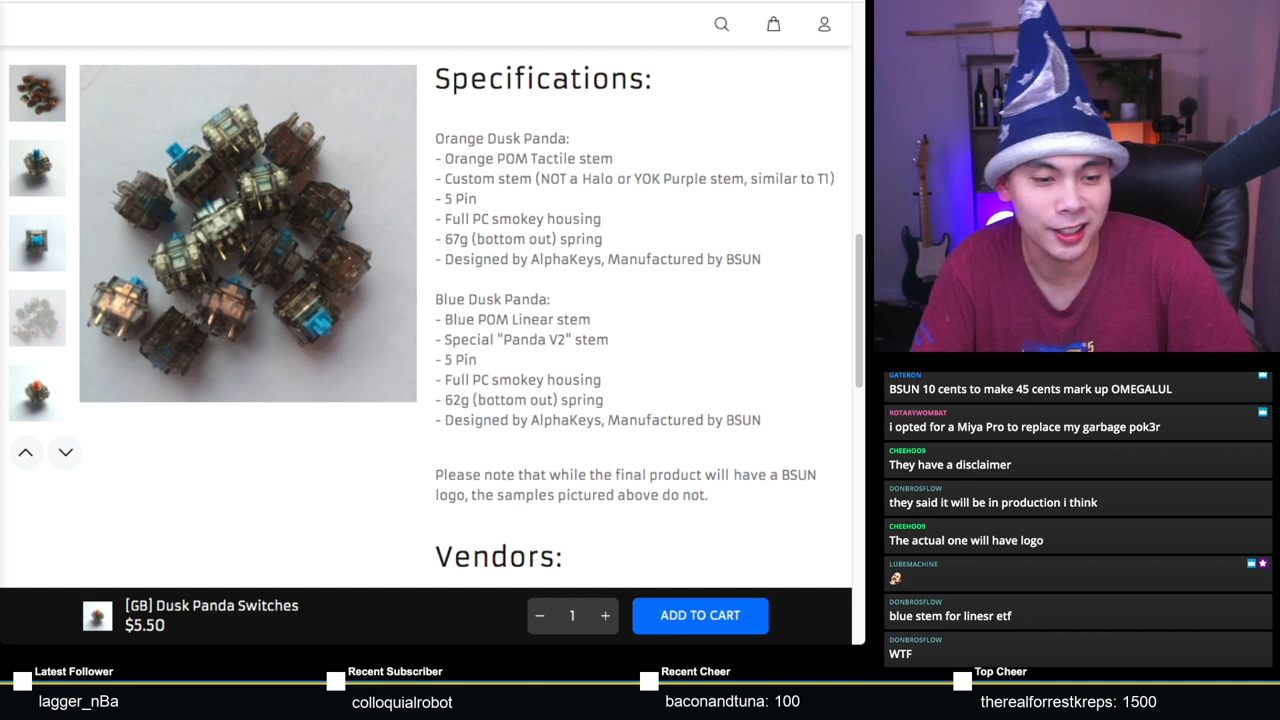 Specifications:
Orange Dusk Panda:
- Orange POM Tactile stem
- Custom stem (NOT a Halo or YOK Purple stem, similar to T1)
- 5 Pin
- Full PC smokey housing
- 67g (bottom out) spring
- Designed by AlphaKeys, Manufactured by BSUN
Blue Dusk Panda:
- Blue POM Linear stem
- Special "Panda V2" stem
- 5 Pin
- Full PC smokey housing
- 62g (bottom out) spring
- Designed by AlphaKeys, Manufactured by BSUN
Please note that while the final product will have a BSUN
logo, the samples pictured above do not.
Vendors:
[GB] Dusk Panda Switches
$5.50
− 1 +
ADD TO CART
GATERON
BSUN 10 cents to make 45 cents mark up OMEGALUL
ROTARYWOMBAT
i opted for a Miya Pro to replace my garbage pok3r
CHEEHOO9
They have a disclaimer
DONBROSFLOW
they said it will be in production i think
CHEEHOO9
The actual one will have logo
LUBEMACHINE
DONBROSFLOW
blue stem for linesr etf
DONBROSFLOW
WTF
Latest Follower
lagger_nBa
Recent Subscriber
colloquialrobot
Recent Cheer
baconandtuna: 100
Top Cheer
therealforrestkreps: 1500